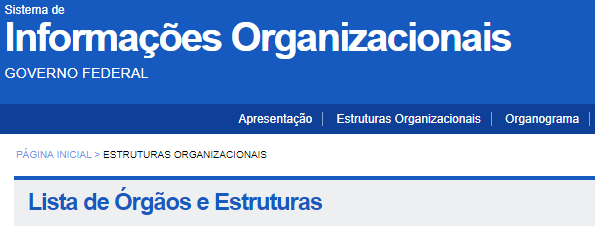 Sistema de
Informações Organizacionais
GOVERNO FEDERAL
Apresentação Estruturas Organizacionais Organograma
PÁGINA INICIAL > ESTRUTURAS ORGANIZACIONAIS
Lista de Órgãos e Estruturas